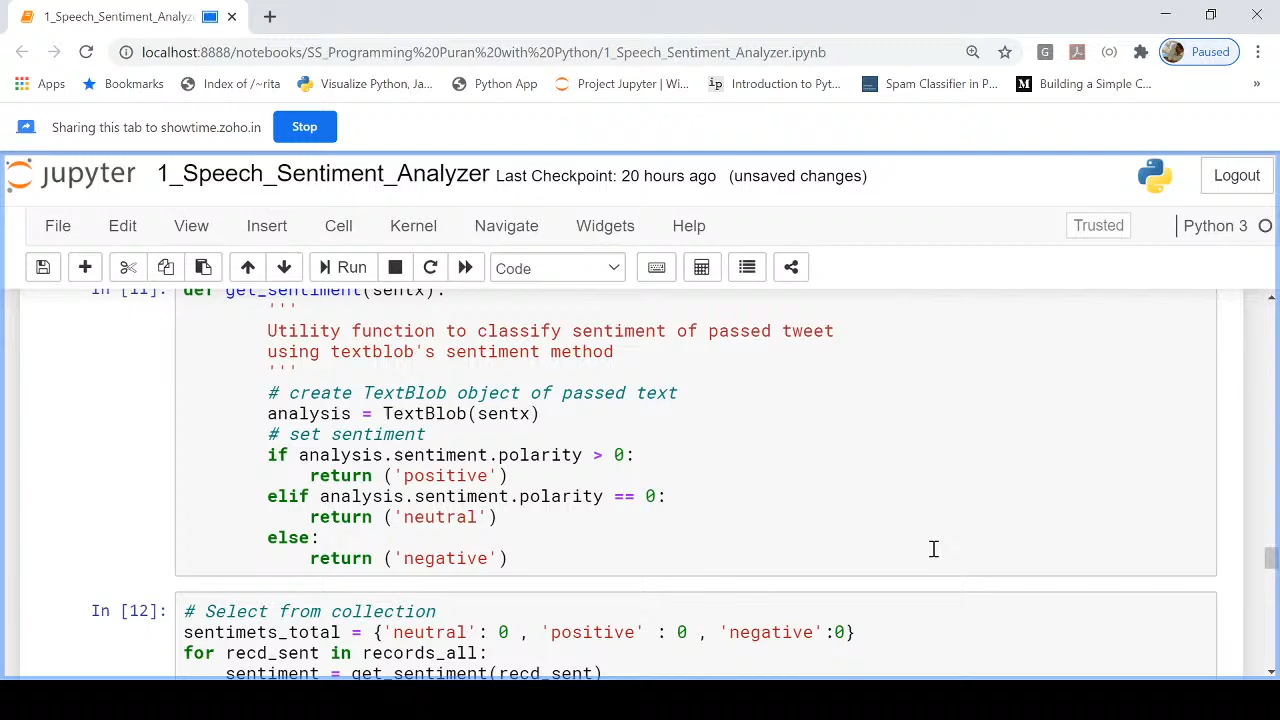 1_Speech_Sentiment_Analyze
localhost:8888/notebooks/SS_Programming%20Puran%20with%20Python/1_Speech_Sentiment_Analyzer.ipynb
G
Paused
Apps
Bookmarks
Index of /~rita
Visualize Python, Ja...
Python App
Project Jupyter | Wi...
ip
Introduction to Pyt...
Spam Classifier in P...
M
Building a Simple C...
»
Sharing this tab to showtime.zoho.in
Stop
jupyter
1_Speech_Sentiment_Analyzer
Last Checkpoint: 20 hours ago
(unsaved changes)
Logout
File
Edit
View
Insert
Cell
Kernel
Navigate
Widgets
Help
Trusted
Python 3
Run
Code
In [11]:
def get_sentiment(sentx):
'''
Utility function to classify sentiment of passed tweet
using textblob's sentiment method
'''
# create TextBlob object of passed text
analysis = TextBlob(sentx)
# set sentiment
if analysis.sentiment.polarity > 0:
return ('positive')
elif analysis.sentiment.polarity == 0:
return ('neutral')
else:
return ('negative')
In [12]:
# Select from collection
sentimets_total = {'neutral': 0 , 'positive' : 0 , 'negative':0}
for recd_sent in records_all:
sentiment = get_sentiment(recd_sent)